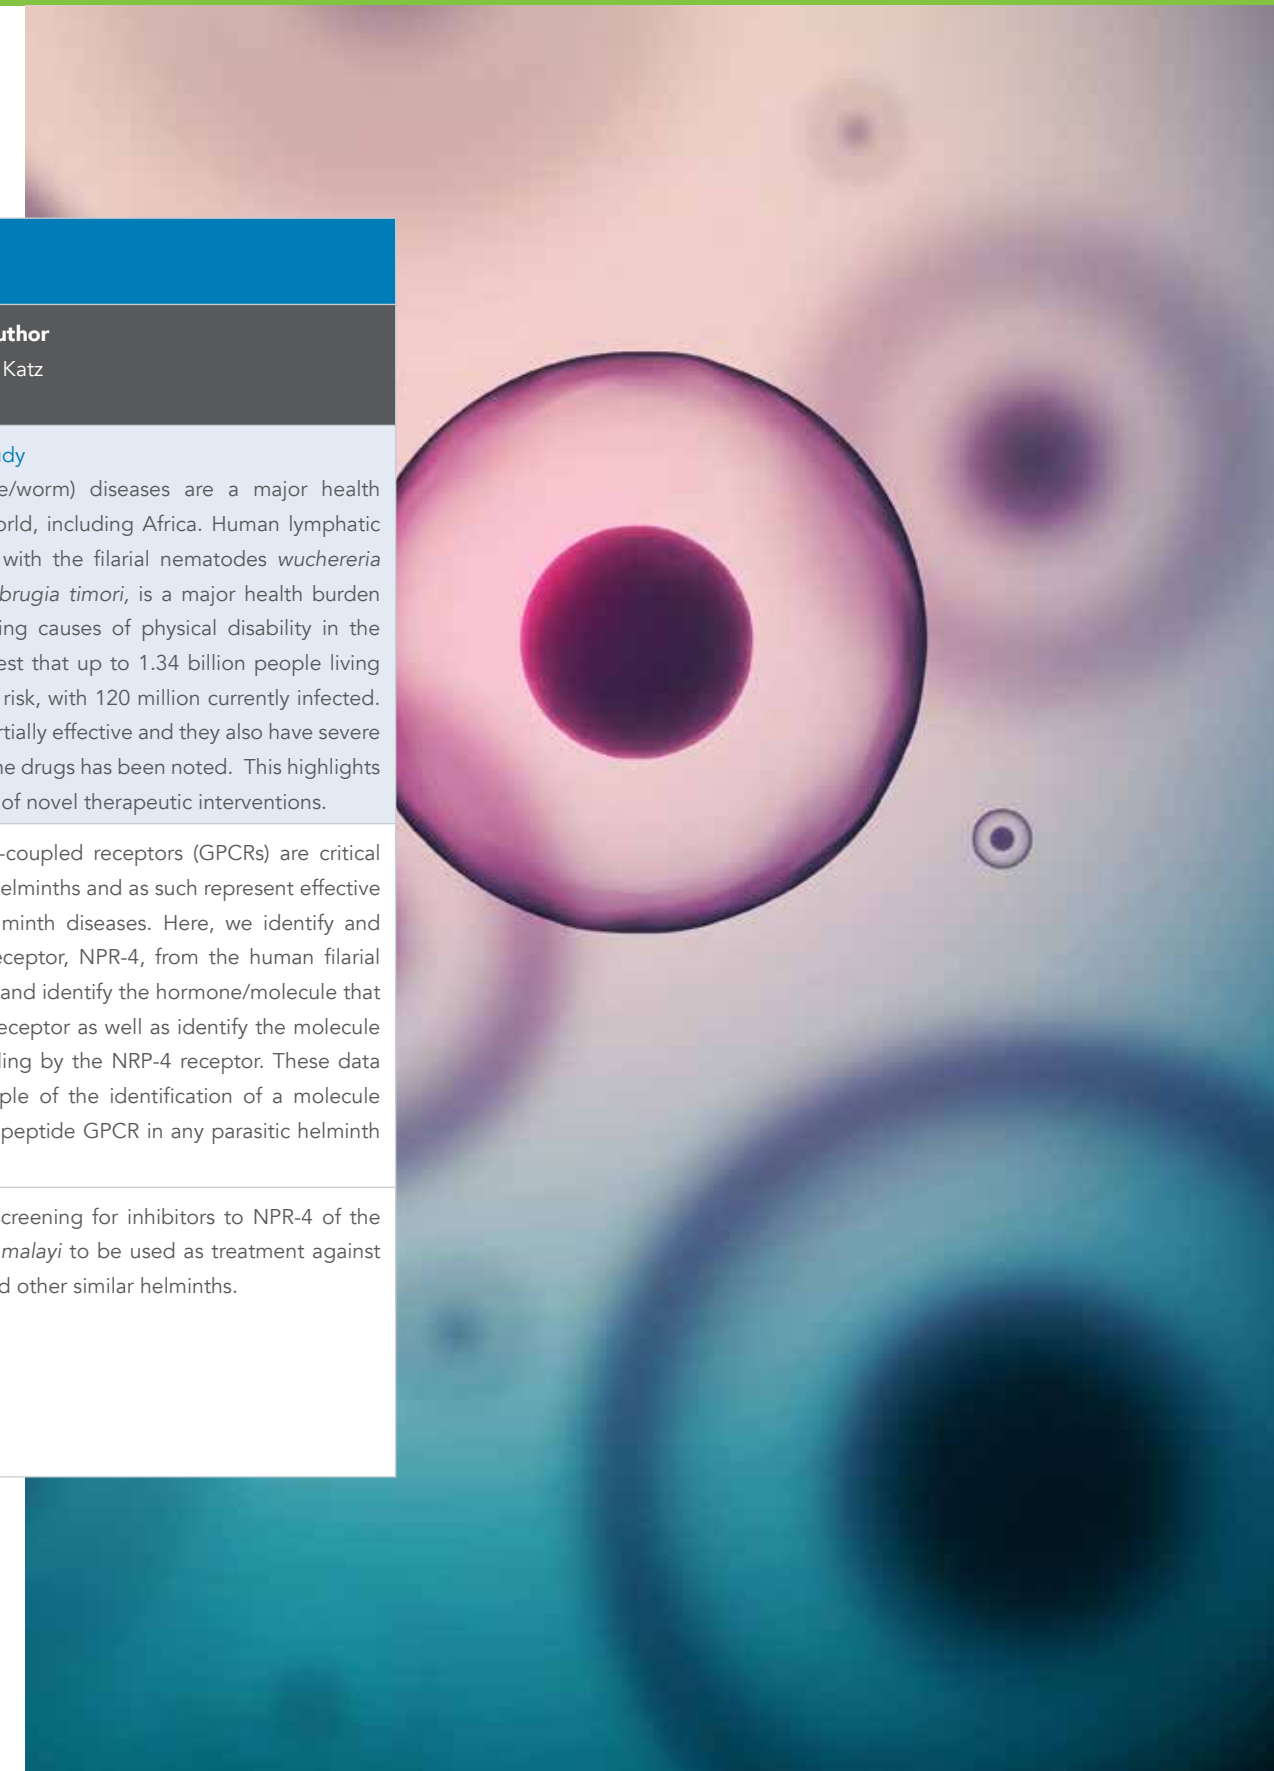 uthor
Katz
dy
e/worm) diseases are a major health
orld, including Africa. Human lymphatic
with the filarial nematodes wuchereria
brugia timori, is a major health burden
ing causes of physical disability in the
est that up to 1.34 billion people living
risk, with 120 million currently infected.
rtially effective and they also have severe
he drugs has been noted. This highlights
of novel therapeutic interventions.
-coupled receptors (GPCRs) are critical
elminths and as such represent effective
minth diseases. Here, we identify and
eceptor, NPR-4, from the human filarial
and identify the hormone/molecule that
eceptor as well as identify the molecule
ling by the NRP-4 receptor. These data
ple of the identification of a molecule
peptide GPCR in any parasitic helminth
screening for inhibitors to NPR-4 of the
malayi to be used as treatment against
d other similar helminths.